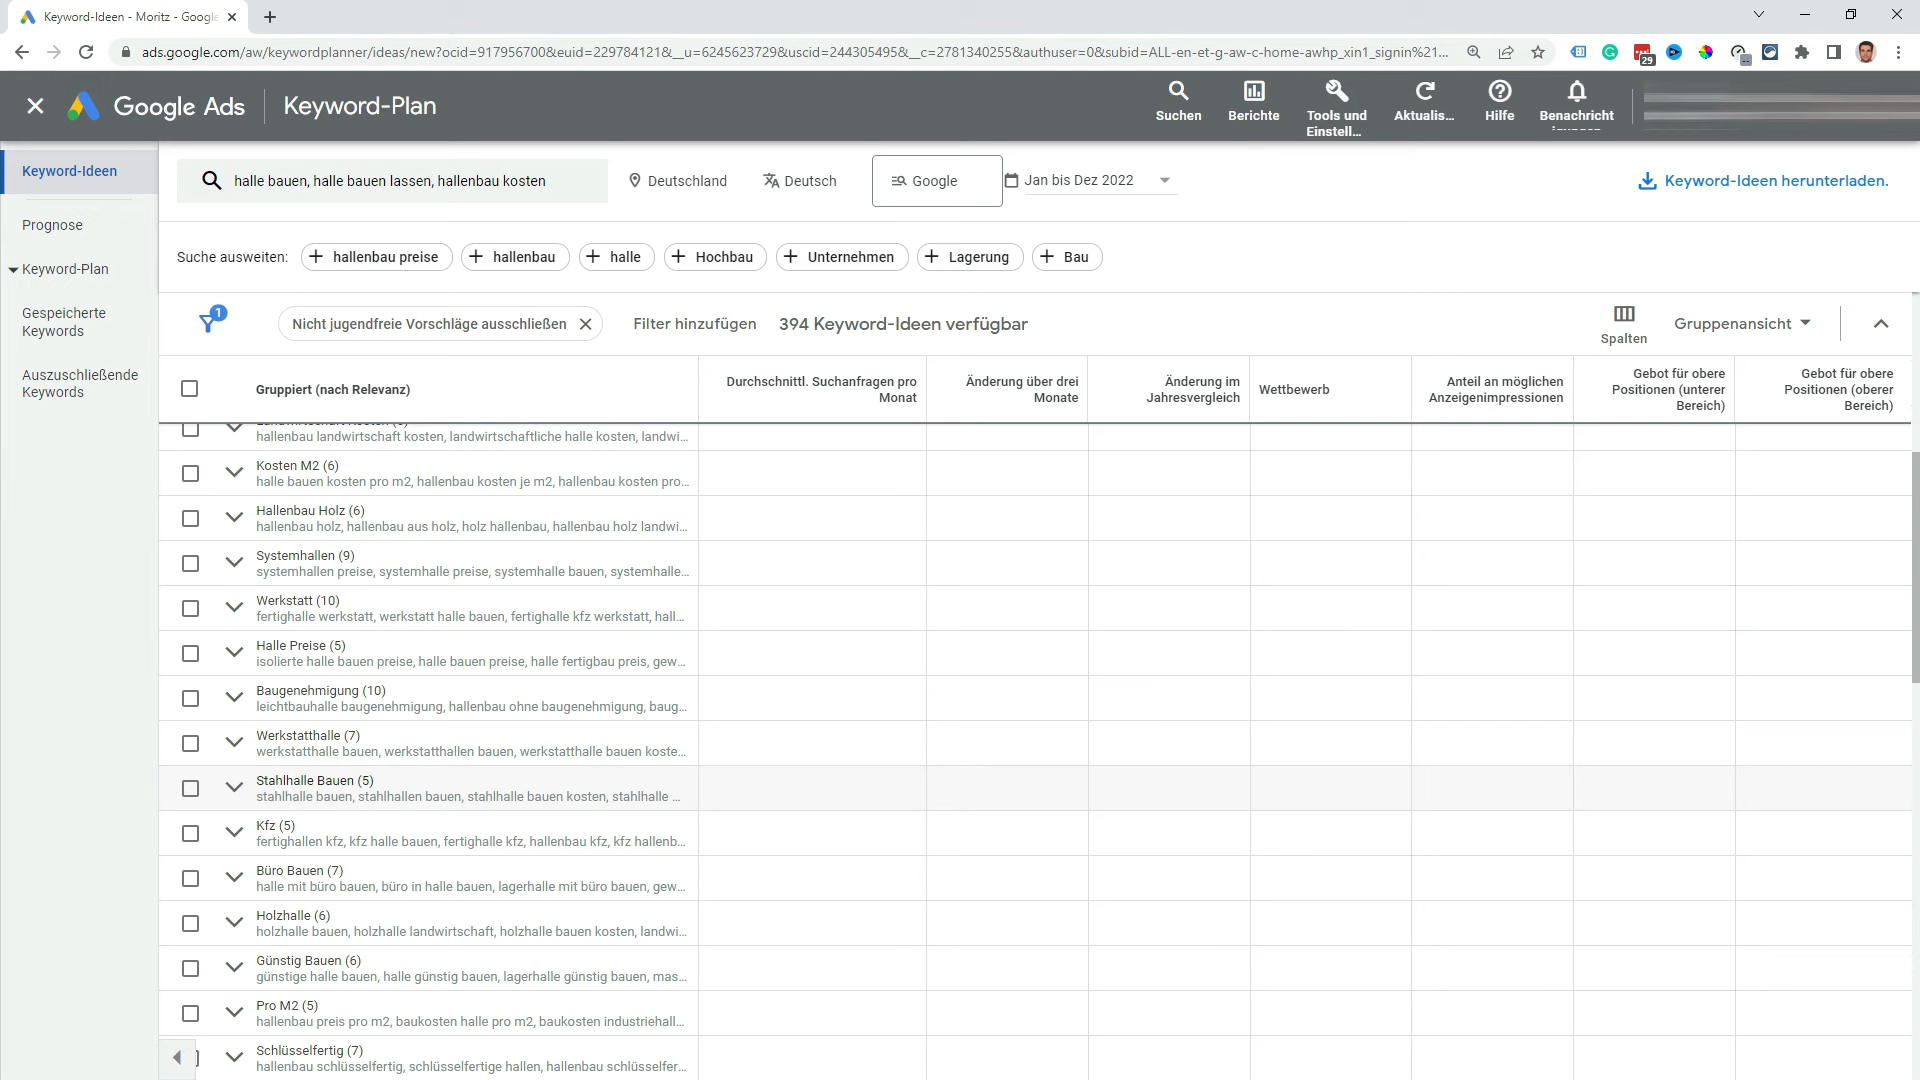 Keyword-Ideen - Moritz - Google
ads.google.com/aw/keywordplanner/ideas/new?ocid=917956700&euid=229784121&__u=6245623729&uscid=244305495&__c=2781340255&authuser=0&subid=ALL-en-et-g-aw-c-home-awhp_xin1_signin%21...
29
Google Ads
Keyword-Plan
Suchen
Berichte
Tools und
Einstell...
Aktualis...
Hilfe
Benachricht
Keyword-Ideen
Prognose
Keyword-Plan
Gespeicherte
Keywords
Auszuschließende
Keywords
halle bauen, halle bauen lassen, hallenbau kosten
Deutschland
Deutsch
Google
Jan bis Dez 2022
Keyword-Ideen herunterladen.
Suche ausweiten:
hallenbau preise
hallenbau
halle
Hochbau
Unternehmen
Lagerung
Bau
1
Nicht jugendfreie Vorschläge ausschließen
Filter hinzufügen
394 Keyword-Ideen verfügbar
Spalten
Gruppenansicht
Gruppiert (nach Relevanz)
Durchschnittl. Suchanfragen pro
Monat
Änderung über drei
Monate
Änderung im
Jahresvergleich
Wettbewerb
Anteil an möglichen
Anzeigenimpressionen
Gebot für obere
Positionen (unterer
Bereich)
Gebot für obere
Positionen (oberer
Bereich)
hallenbau landwirtschaft kosten, landwirtschaftliche halle kosten, landwi...
Kosten M2 (6)
halle bauen kosten pro m2, hallenbau kosten je m2, hallenbau kosten pro...
Hallenbau Holz (6)
hallenbau holz, hallenbau aus holz, holz hallenbau, hallenbau holz landwi...
Systemhallen (9)
systemhallen preise, systemhalle preise, systemhalle bauen, systemhalle...
Werkstatt (10)
fertighalle werkstatt, werkstatt halle bauen, fertighalle kfz werkstatt, hall...
Halle Preise (5)
isolierte halle bauen preise, halle bauen preise, halle fertigbau preis, gew...
Baugenehmigung (10)
leichtbauhalle baugenehmigung, hallenbau ohne baugenehmigung, baug...
Werkstatthalle (7)
werkstatthalle bauen, werkstatthallen bauen, werkstatthalle bauen koste...
Stahlhalle Bauen (5)
stahlhalle bauen, stahlhallen bauen, stahlhalle bauen kosten, stahlhalle ...
Kfz (5)
fertighallen kfz, kfz halle bauen, fertighalle kfz, hallenbau kfz, kfz hallenb...
Büro Bauen (7)
halle mit büro bauen, büro in halle bauen, lagerhalle mit büro bauen, gew...
Holzhalle (6)
holzhalle bauen, holzhalle landwirtschaft, holzhalle bauen kosten, landwi...
Günstig Bauen (6)
günstige halle bauen, halle günstig bauen, lagerhalle günstig bauen, mas...
Pro M2 (5)
hallenbau preis pro m2, baukosten halle pro m2, baukosten industriehall...
Schlüsselfertig (7)
hallenbau schlüsselfertig, schlüsselfertige hallen, hallenbau schlüsselfer...